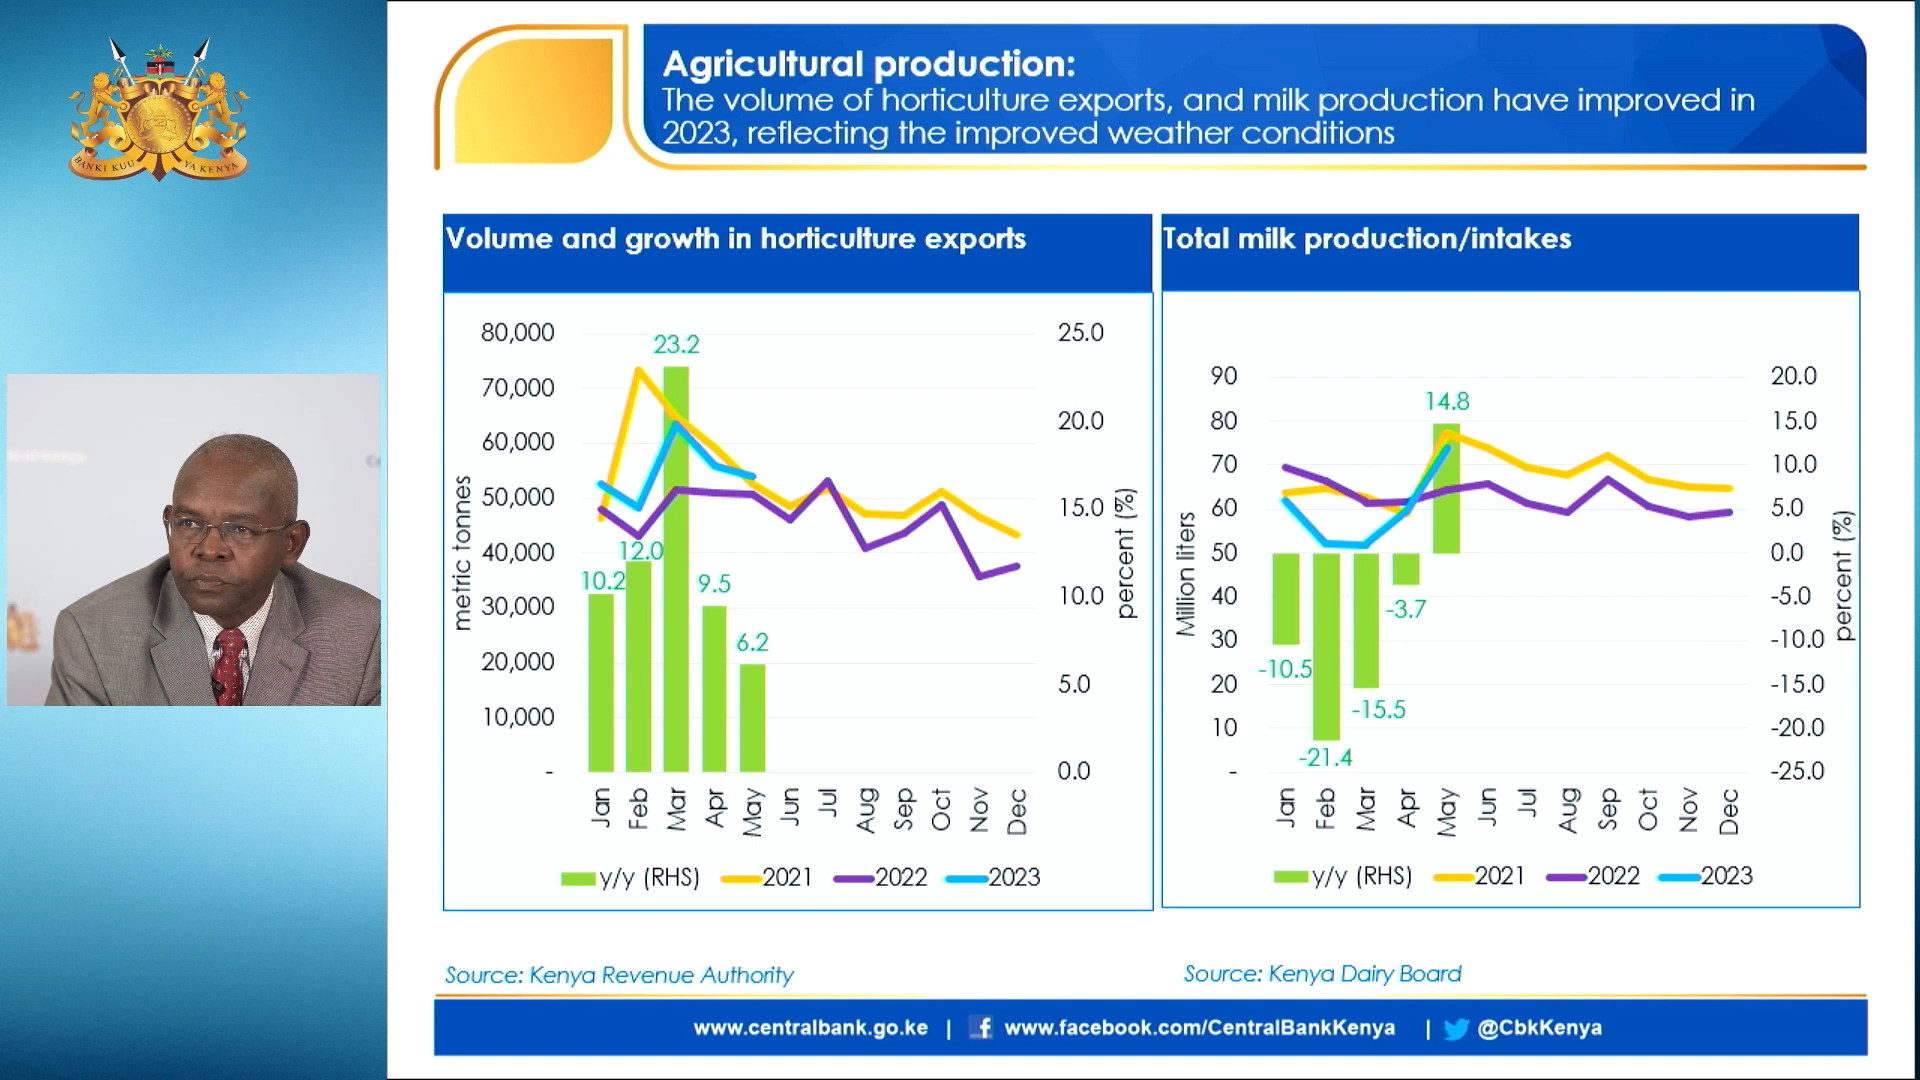 BANKI KUU YA KENYA
Agricultural production:
The volume of horticulture exports, and milk production have improved in
2023, reflecting the improved weather conditions
Volume and growth in horticulture exports
80,000
70,000
60,000
50,000
40,000
30,000
20,000
10,000
-
metric tonnes
23.2
12.0
10.2
9.5
6.2
25.0
20.0
15.0
10.0
5.0
0.0
percent (%)
Jan Feb Mar Apr May Jun Jul Aug Sep Oct Nov Dec
y/y (RHS) 2021 2022 2023
Source: Kenya Revenue Authority
Total milk production/intakes
90
80
70
60
50
40
30
20
10
-
Million liters
14.8
-3.7
-10.5
-15.5
-21.4
20.0
15.0
10.0
5.0
0.0
-5.0
-10.0
-15.0
-20.0
-25.0
percent (%)
Jan Feb Mar Apr May Jun Jul Aug Sep Oct Nov Dec
y/y (RHS) 2021 2022 2023
Source: Kenya Dairy Board
www.centralbank.go.ke | www.facebook.com/CentralBankKenya | @CbkKenya